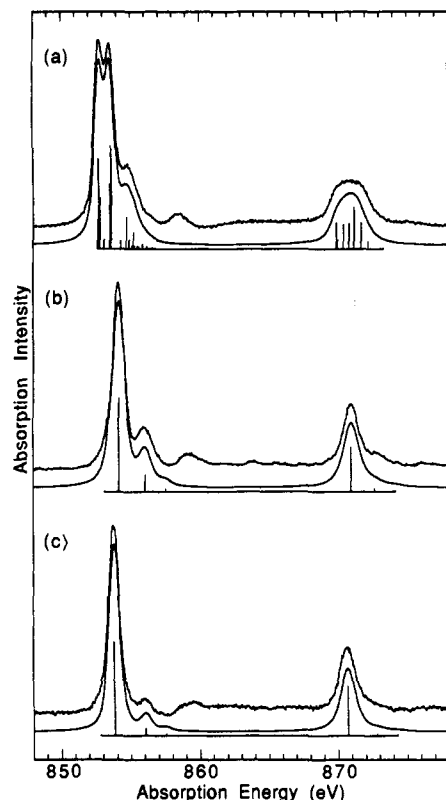 (a)
(b)
Absorption Intensity
(c)
850 860 870
Absorption Energy (eV)